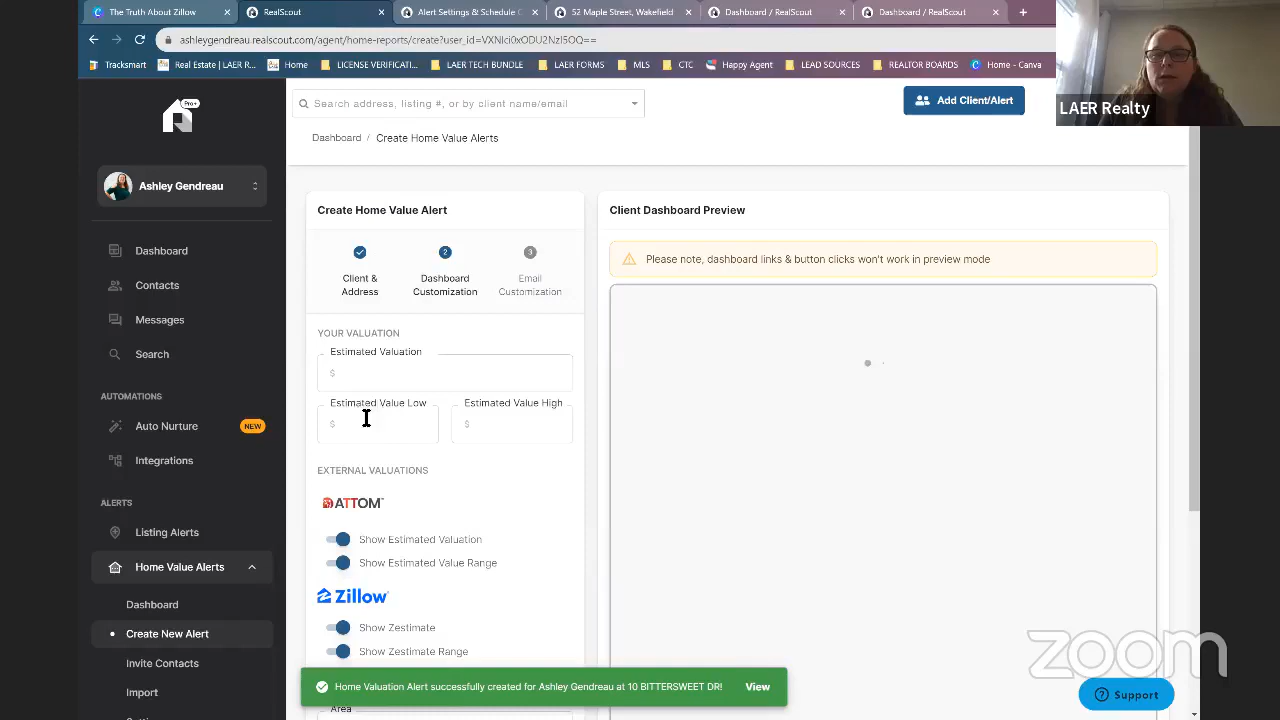 The Truth About Zillow
RealScout
Alert Settings & Schedule C
52 Maple Street, Wakefield
Dashboard / RealScout
Dashboard / RealScout
ashleygendreau.realscout.com/agent/home-reports/create?user_id=VXNlci0xODU2NzI5OQ==
Tracksmart
Real Estate | LAER R...
Home
LICENSE VERIFICATI...
LAER TECH BUNDLE
LAER FORMS
MLS
CTC
Happy Agent
LEAD SOURCES
REALTOR BOARDS
Home - Canva
LAER Realty
Pro+
Search address, listing #, or by client name/email
Add Client/Alert
Dashboard / Create Home Value Alerts
Ashley Gendreau
Dashboard
Contacts
Messages
Search
AUTOMATIONS
Auto Nurture
NEW
Integrations
ALERTS
Listing Alerts
Home Value Alerts
Dashboard
Create New Alert
Invite Contacts
Import
Create Home Value Alert
2
3
Client & Address
Dashboard Customization
Email Customization
YOUR VALUATION
Estimated Valuation
$
Estimated Value Low
$
Estimated Value High
$
EXTERNAL VALUATIONS
ATTOM
Show Estimated Valuation
Show Estimated Value Range
Zillow
Show Zestimate
Show Zestimate Range
Area
Client Dashboard Preview
Please note, dashboard links & button clicks won't work in preview mode
Home Valuation Alert successfully created for Ashley Gendreau at 10 BITTERSWEET DR!
View
zoom
Support